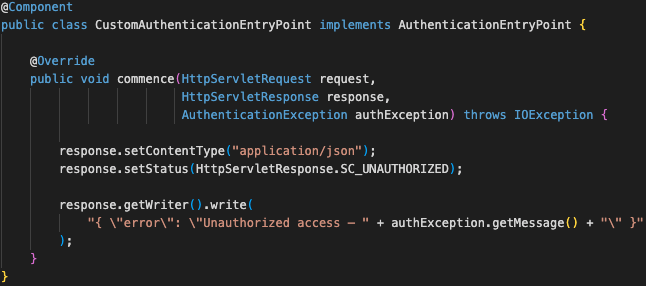 @Component
public class CustomAuthenticationEntryPoint implements AuthenticationEntryPoint {
@Override
public void commence(HttpServletRequest request,
HttpServletResponse response,
AuthenticationException authException) throws IOException {
response.setContentType("application/json");
response.setStatus(HttpServletResponse.SC_UNAUTHORIZED);
response.getWriter().write(
"{ \"error\": \"Unauthorized access – " + authException.getMessage() + "\" }"
);
}
}